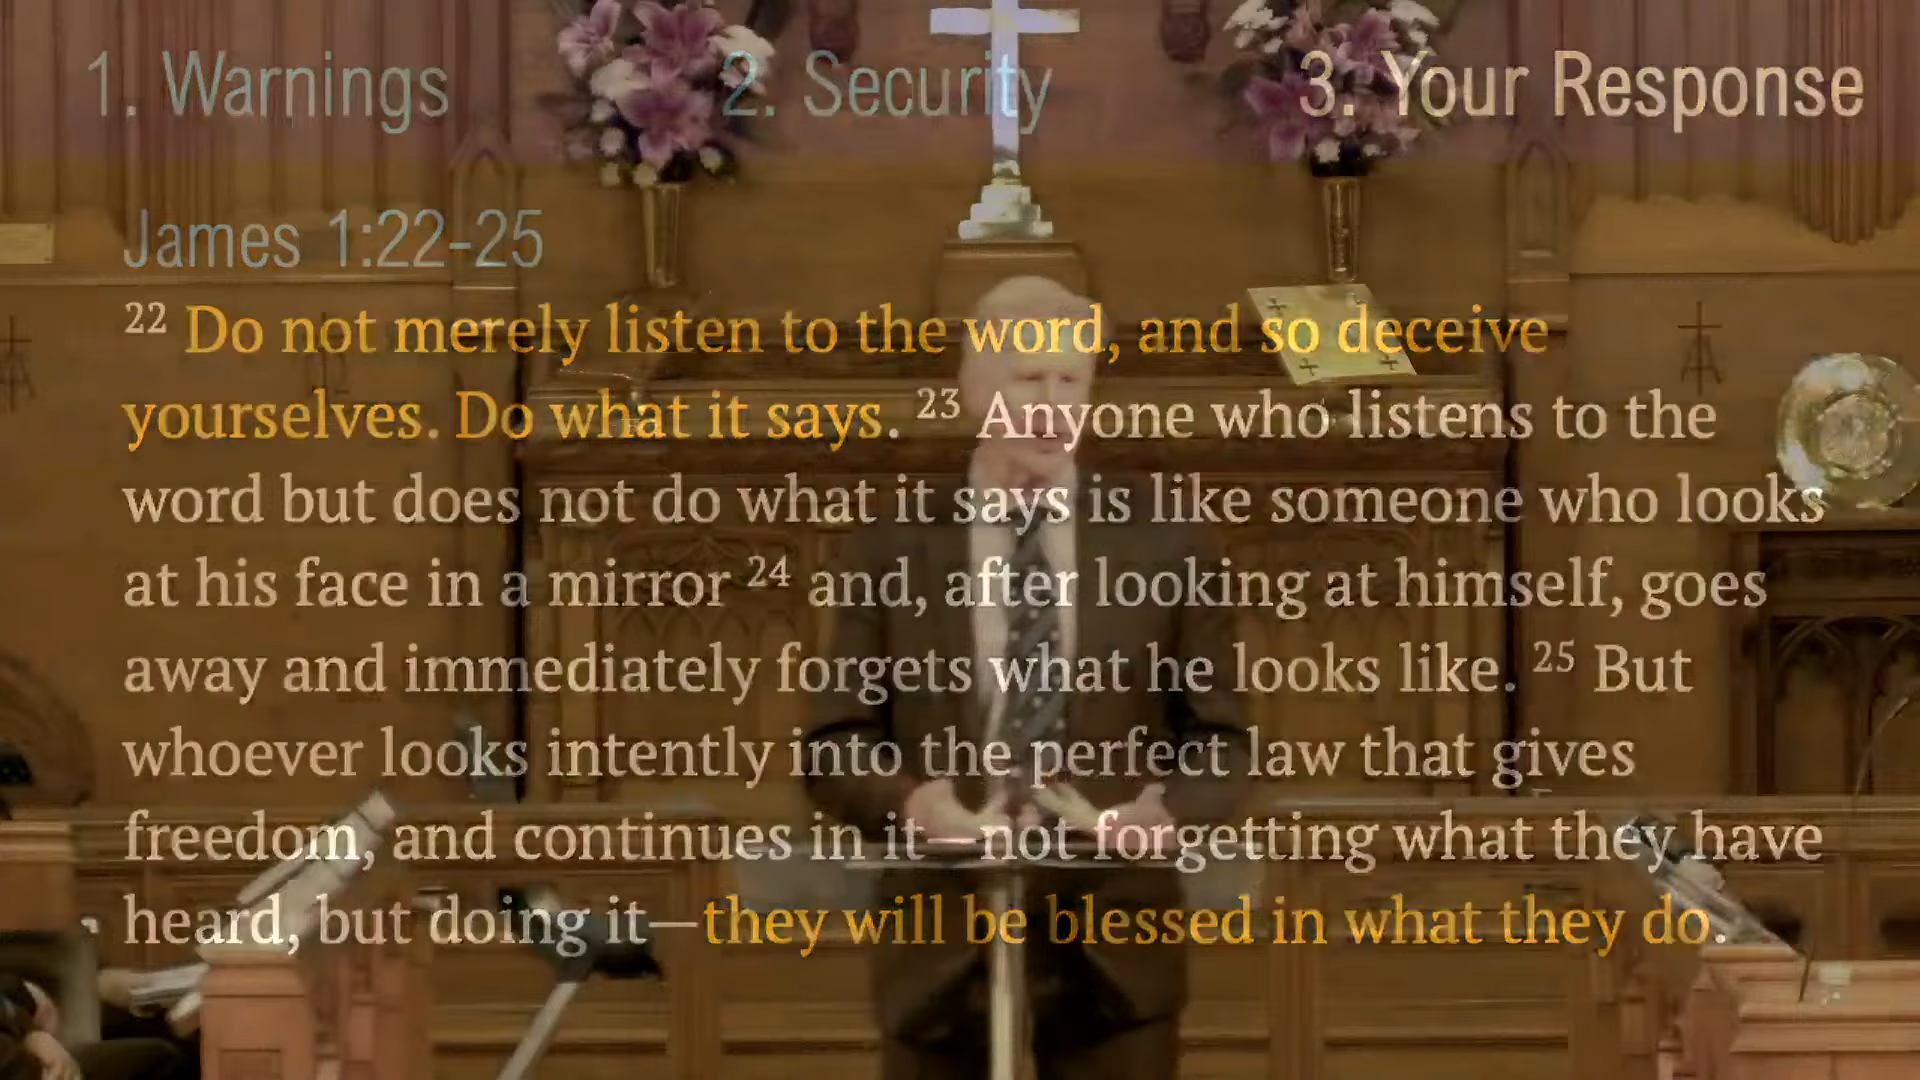 1. Warnings 2. Security 3. Your Response
James 1:22-25
22 Do not merely listen to the word, and so deceive
yourselves. Do what it says. 23 Anyone who listens to the
word but does not do what it says is like someone who looks
at his face in a mirror 24 and, after looking at himself, goes
away and immediately forgets what he looks like. 25 But
whoever looks intently into the perfect law that gives
freedom, and continues in it—not forgetting what they have
heard, but doing it—they will be blessed in what they do.